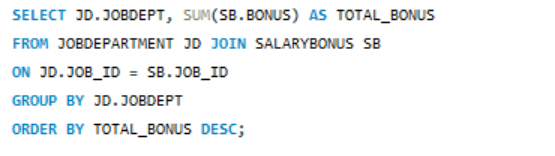 SELECT JD.JOBDEPT, SUM(SB.BONUS) AS TOTAL_BONUS
FROM JOBDEPARTMENT JD JOIN SALARYBONUS SB
ON JD.JOB_ID = SB.JOB_ID
GROUP BY JD.JOBDEPT
ORDER BY TOTAL_BONUS DESC;